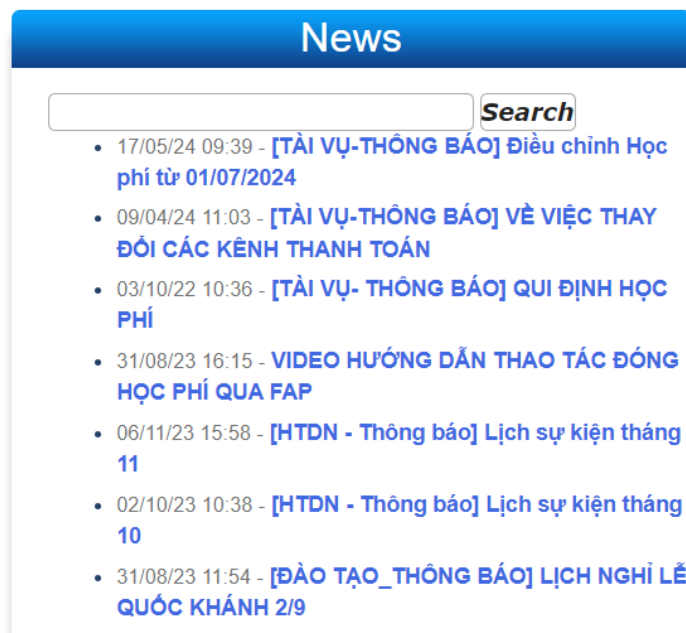 News
Search
17/05/24 09:39 - [TÀI VỤ-THÔNG BÁO] Điều chỉnh Học
phí từ 01/07/2024
09/04/24 11:03 - [TÀI VỤ-THÔNG BÁO] VỀ VIỆC THAY
ĐỔI CÁC KÊNH THANH TOÁN
03/10/22 10:36 - [TÀI VỤ- THÔNG BÁO] QUI ĐỊNH HỌC
PHÍ
31/08/23 16:15 - VIDEO HƯỚNG DẪN THAO TÁC ĐÓNG
HỌC PHÍ QUA FAP
06/11/23 15:58 - [HTDN - Thông báo] Lịch sự kiện tháng
11
02/10/23 10:38 - [HTDN - Thông báo] Lịch sự kiện tháng
10
31/08/23 11:54 - [ĐÀO TẠO_THÔNG BÁO] LỊCH NGHỈ LỄ
QUỐC KHÁNH 2/9